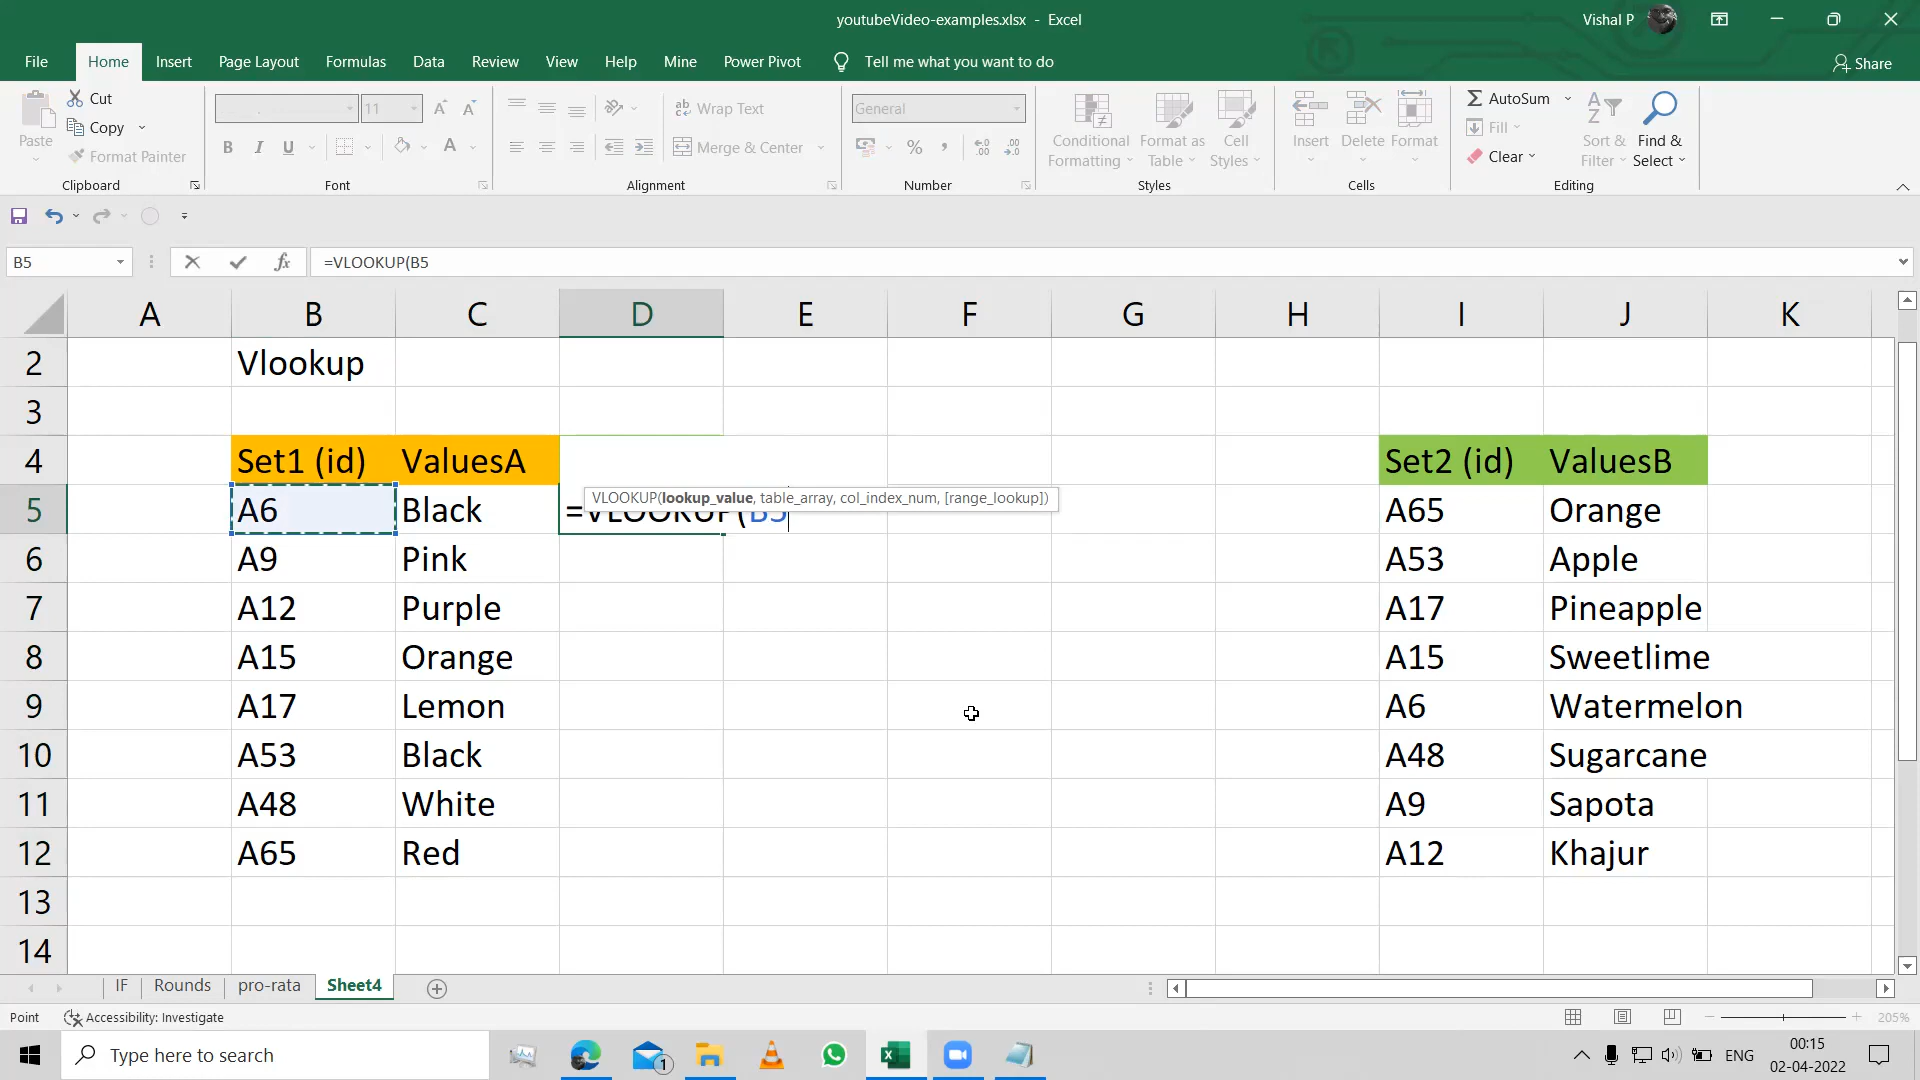 youtubeVideo-examples.xlsx - Excel
Vishal P
File Home Insert Page Layout Formulas Data Review View Help Mine Power Pivot Tell me what you want to do Share
Paste
Cut
Copy
Format Painter
Clipboard
11
B I U
Font
Wrap Text
Merge & Center
Alignment
General
Number
Conditional Formatting
Format as Table
Cell Styles
Styles
Insert
Delete
Format
Cells
AutoSum
Fill
Clear
Sort & Filter
Find & Select
Editing
B5 fx =VLOOKUP(B5
A B C D E F G H I J K
2 Vlookup
3
4 Set1 (id) ValuesA Set2 (id) ValuesB
VLOOKUP(lookup_value, table_array, col_index_num, [range_lookup])
5 A6 Black =VLOOKUP(B5 A65 Orange
6 A9 Pink A53 Apple
7 A12 Purple A17 Pineapple
8 A15 Orange A15 Sweetlime
9 A17 Lemon A6 Watermelon
10 A53 Black A48 Sugarcane
11 A48 White A9 Sapota
12 A65 Red A12 Khajur
13
14
IF Rounds pro-rata Sheet4
Point Accessibility: Investigate 205%
Type here to search
1
ENG
00:15
02-04-2022